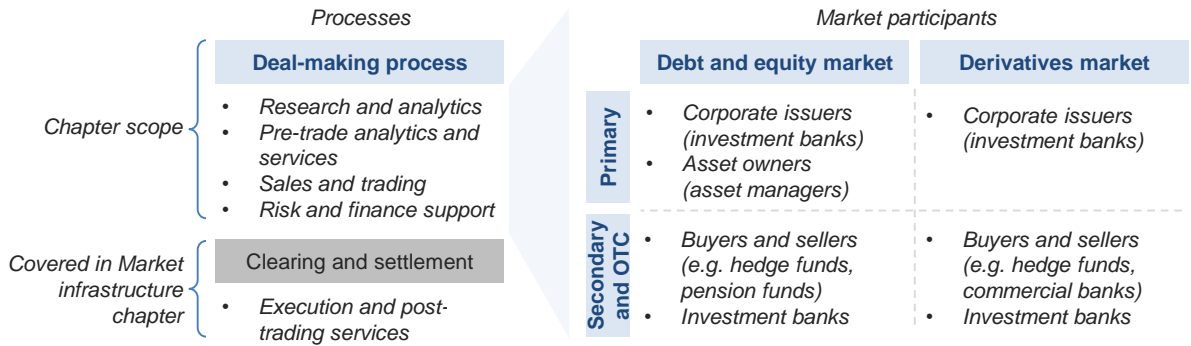 Processes
Market participants
Chapter scope
Deal-making process
• Research and analytics
• Pre-trade analytics and
services
• Sales and trading
• Risk and finance support
Covered in Market
infrastructure
chapter
Clearing and settlement
• Execution and post-
trading services
Debt and equity market
Derivatives market
Primary
• Corporate issuers
(investment banks)
• Asset owners
(asset managers)
• Corporate issuers
(investment banks)
Secondary
and OTC
• Buyers and sellers
(e.g. hedge funds,
pension funds)
• Investment banks
• Buyers and sellers
(e.g. hedge funds,
commercial banks)
• Investment banks